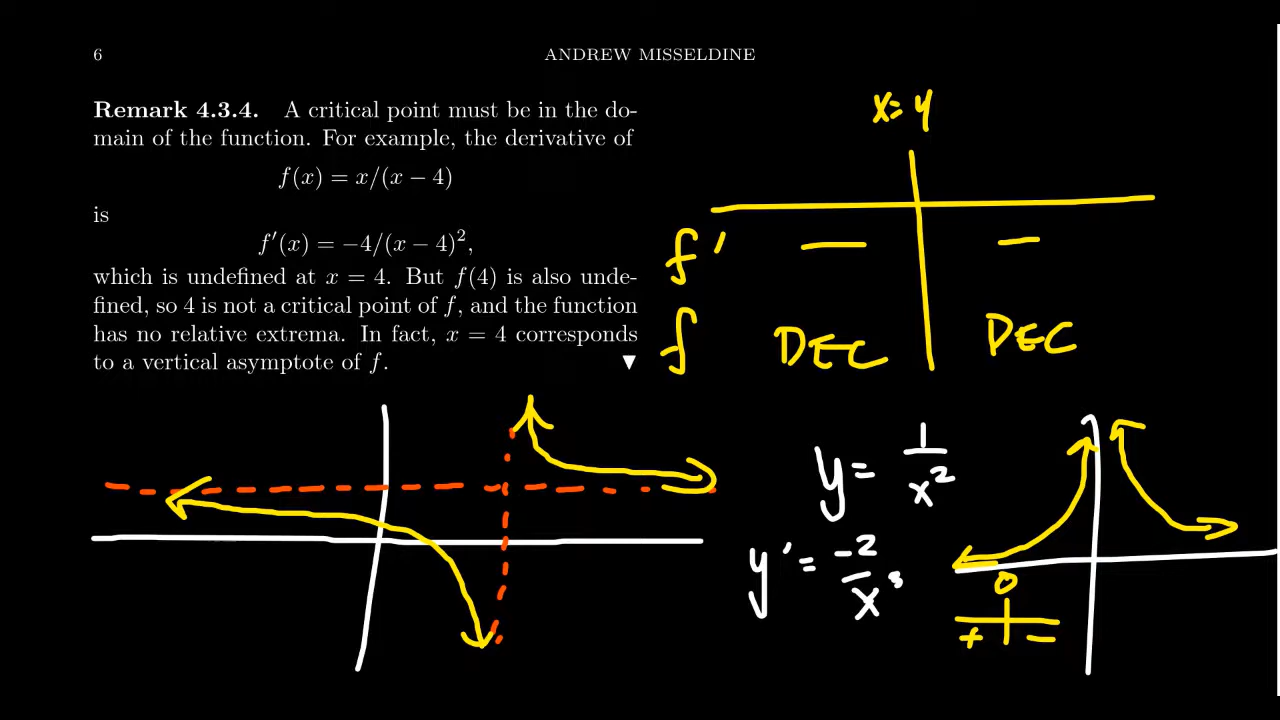 6 ANDREW MISSELDINE
Remark 4.3.4. A critical point must be in the do-
main of the function. For example, the derivative of
f(x) = x/(x − 4)
is
f′(x) = −4/(x − 4)²,
which is undefined at x = 4. But f(4) is also unde-
fined, so 4 is not a critical point of f, and the function
has no relative extrema. In fact, x = 4 corresponds
to a vertical asymptote of f. ▼
x= 4
f′ — —
f DEC DEC
y = 1/x²
y′ = -2/x³
0
+ −